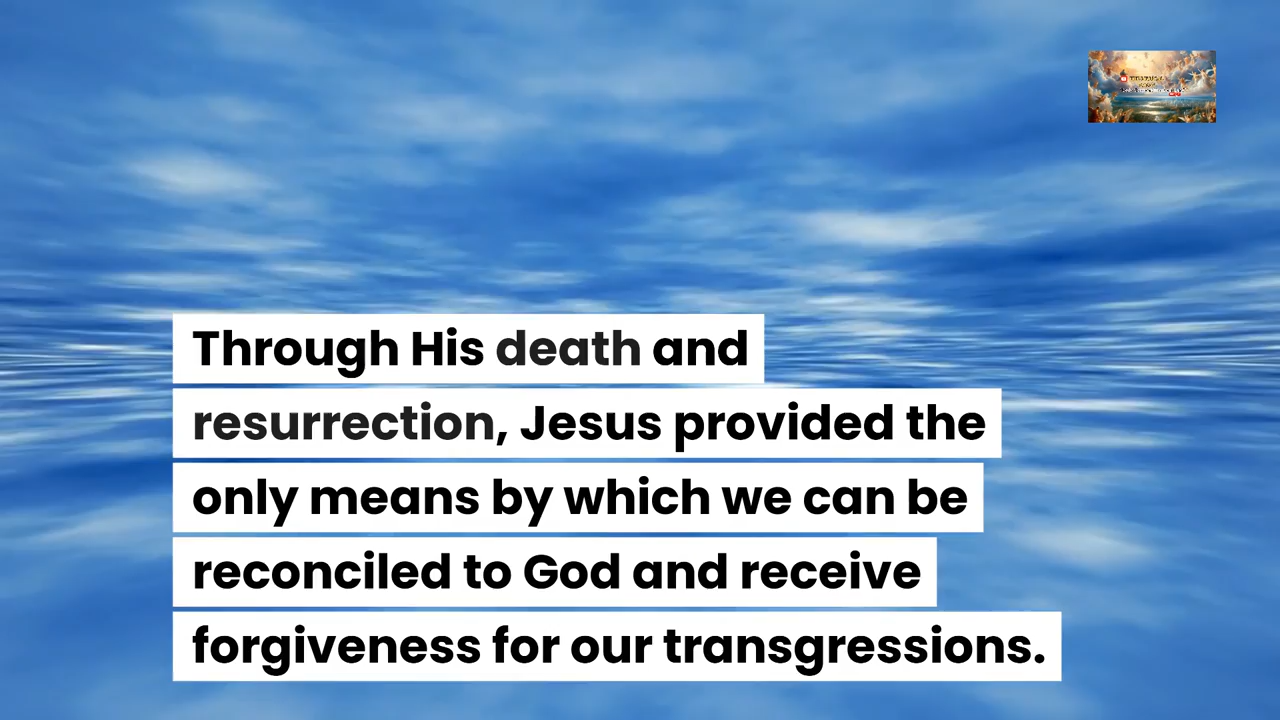 Through His death and
resurrection, Jesus provided the
only means by which we can be
reconciled to God and receive
forgiveness for our transgressions.